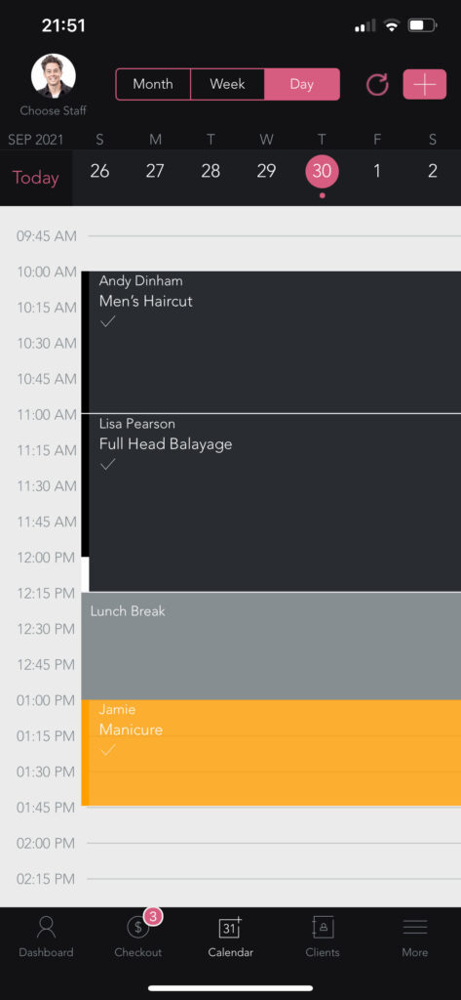 21:51
Month Week Day
Choose Staff
SEP 2021 S M T W T F S
Today 26 27 28 29 30 1 2
09:45 AM
10:00 AM
Andy Dinham
Men’s Haircut
10:15 AM
10:30 AM
10:45 AM
11:00 AM
Lisa Pearson
Full Head Balayage
11:15 AM
11:30 AM
11:45 AM
12:00 PM
12:15 PM
Lunch Break
12:30 PM
12:45 PM
01:00 PM
Jamie
Manicure
01:15 PM
01:30 PM
01:45 PM
02:00 PM
02:15 PM
3
$
31
Dashboard Checkout Calendar Clients More